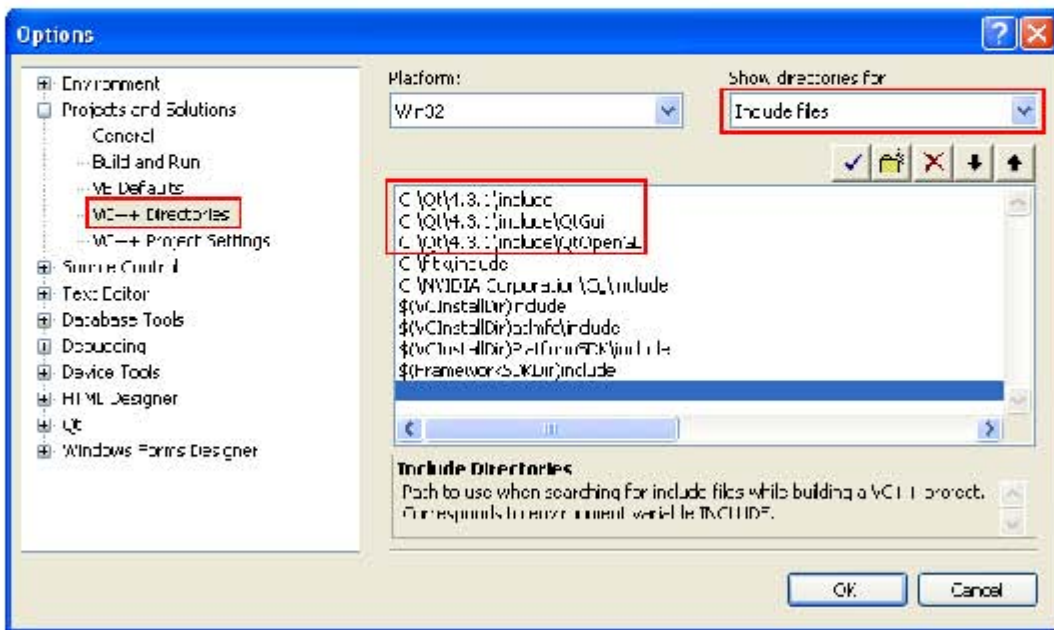 Options
Environment
Projects and Solutions
General
Build and Run
VB Defaults
VC++ Directories
VC++ Project Settings
Source Control
Text Editor
Database Tools
Debugging
Device Tools
HTML Designer
Qt
Windows Forms Designer
Platform:
Win32
Show directories for
Include files
C:\Qt\4.3.1\include
C:\Qt\4.3.1\include\QtGui
C:\Qt\4.3.1\include\QtOpenGL
C:\fltk\include
C:\NVIDIA Corporation\Cg\include
$(VCInstallDir)include
$(VCInstallDir)atlmfc\include
$(VCInstallDir)PlatformSDK\include
$(FrameworkSDKDir)include
Include Directories
Path to use when searching for include files while building a VC++ project.
Corresponds to environment variable INCLUDE.
OK
Cancel